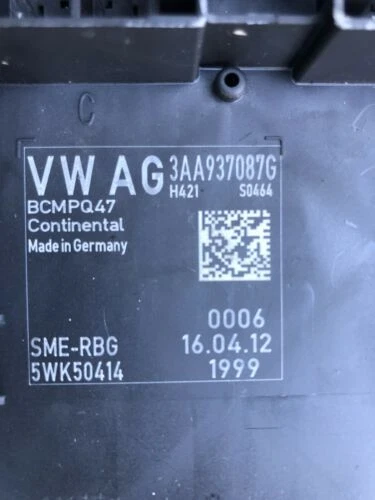 C
VW AG 3AA937087G
H421 S0464
BCMPQ47
Continental
Made in Germany
0006
SME-RBG 16.04.12
5WK50414 1999